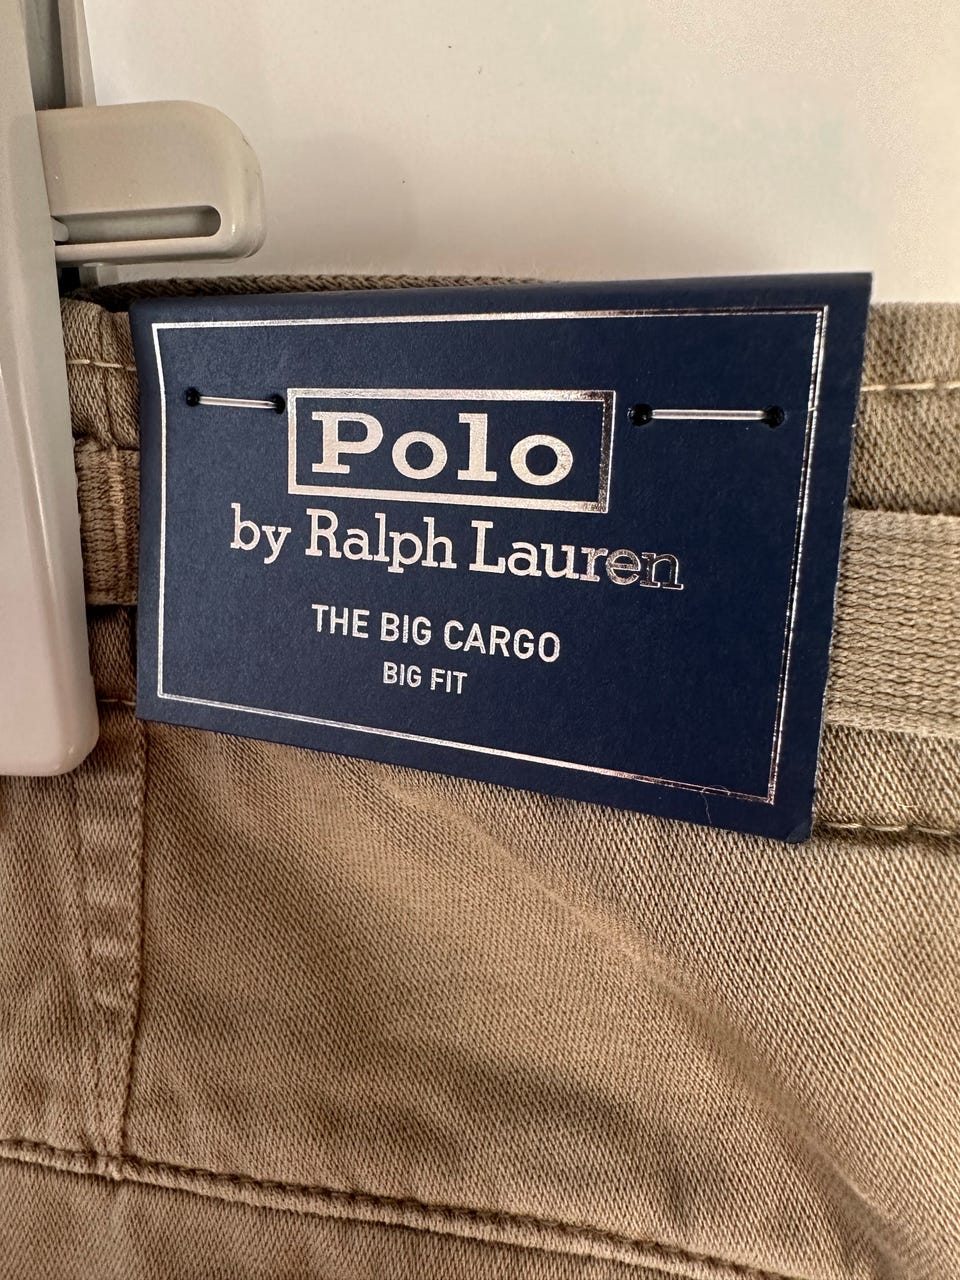 Polo
by Ralph Lauren
THE BIG CARGO
BIG FIT